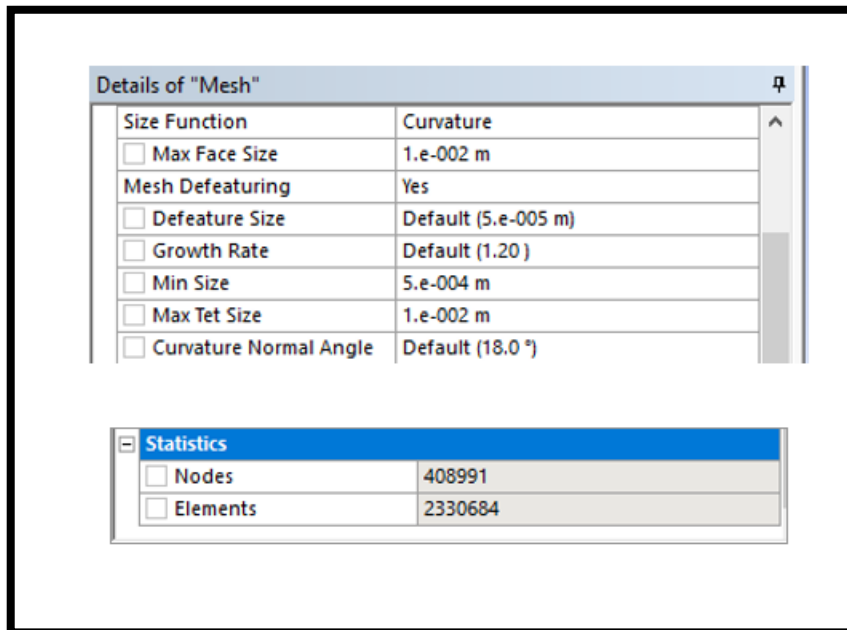 Details of "Mesh"
Size Function Curvature
Max Face Size 1.e-002 m
Mesh Defeaturing Yes
Defeature Size Default (5.e-005 m)
Growth Rate Default (1.20 )
Min Size 5.e-004 m
Max Tet Size 1.e-002 m
Curvature Normal Angle Default (18.0 °)
Statistics
Nodes 408991
Elements 2330684